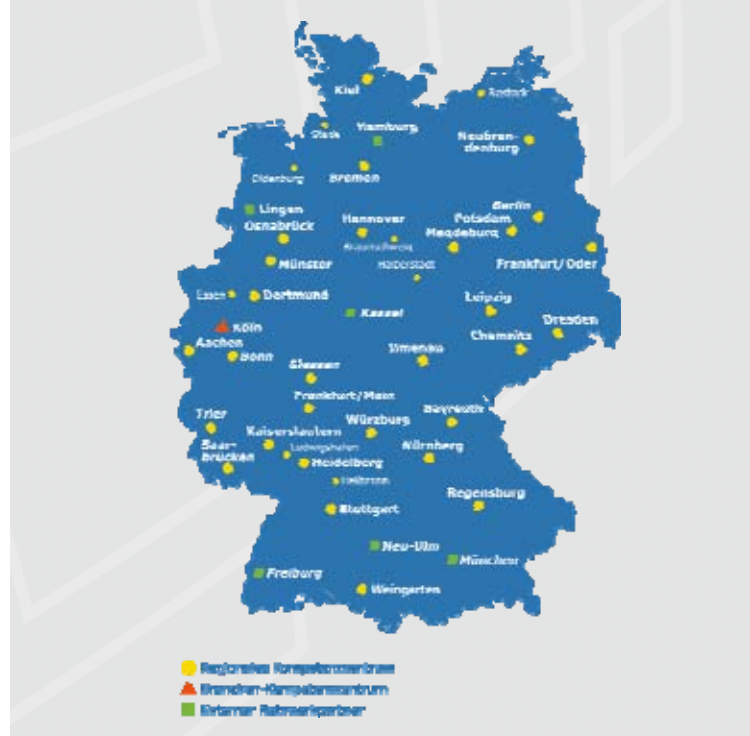 Kiel
Rostock
Stade
Hamburg
Neubran-
denburg
Oldenburg
Bremen
Lingen
Osnabrück
Hannover
Berlin
Potsdam
Magdeburg
Braunschweig
Münster
Halberstadt
Frankfurt/Oder
Essen
Dortmund
Leipzig
Kassel
Köln
Dresden
Chemnitz
Aachen
Bonn
Ilmenau
Giessen
Frankfurt/Main
Trier
Würzburg
Bayreuth
Kaiserslautern
Saar-
brücken
Ludwigshafen
Nürnberg
Heidelberg
Heilbronn
Regensburg
Stuttgart
Neu-Ulm
München
Freiburg
Weingarten
Regionales Kompetenzzentrum
Branchen-Kompetenzzentrum
Externer Netzwerkpartner